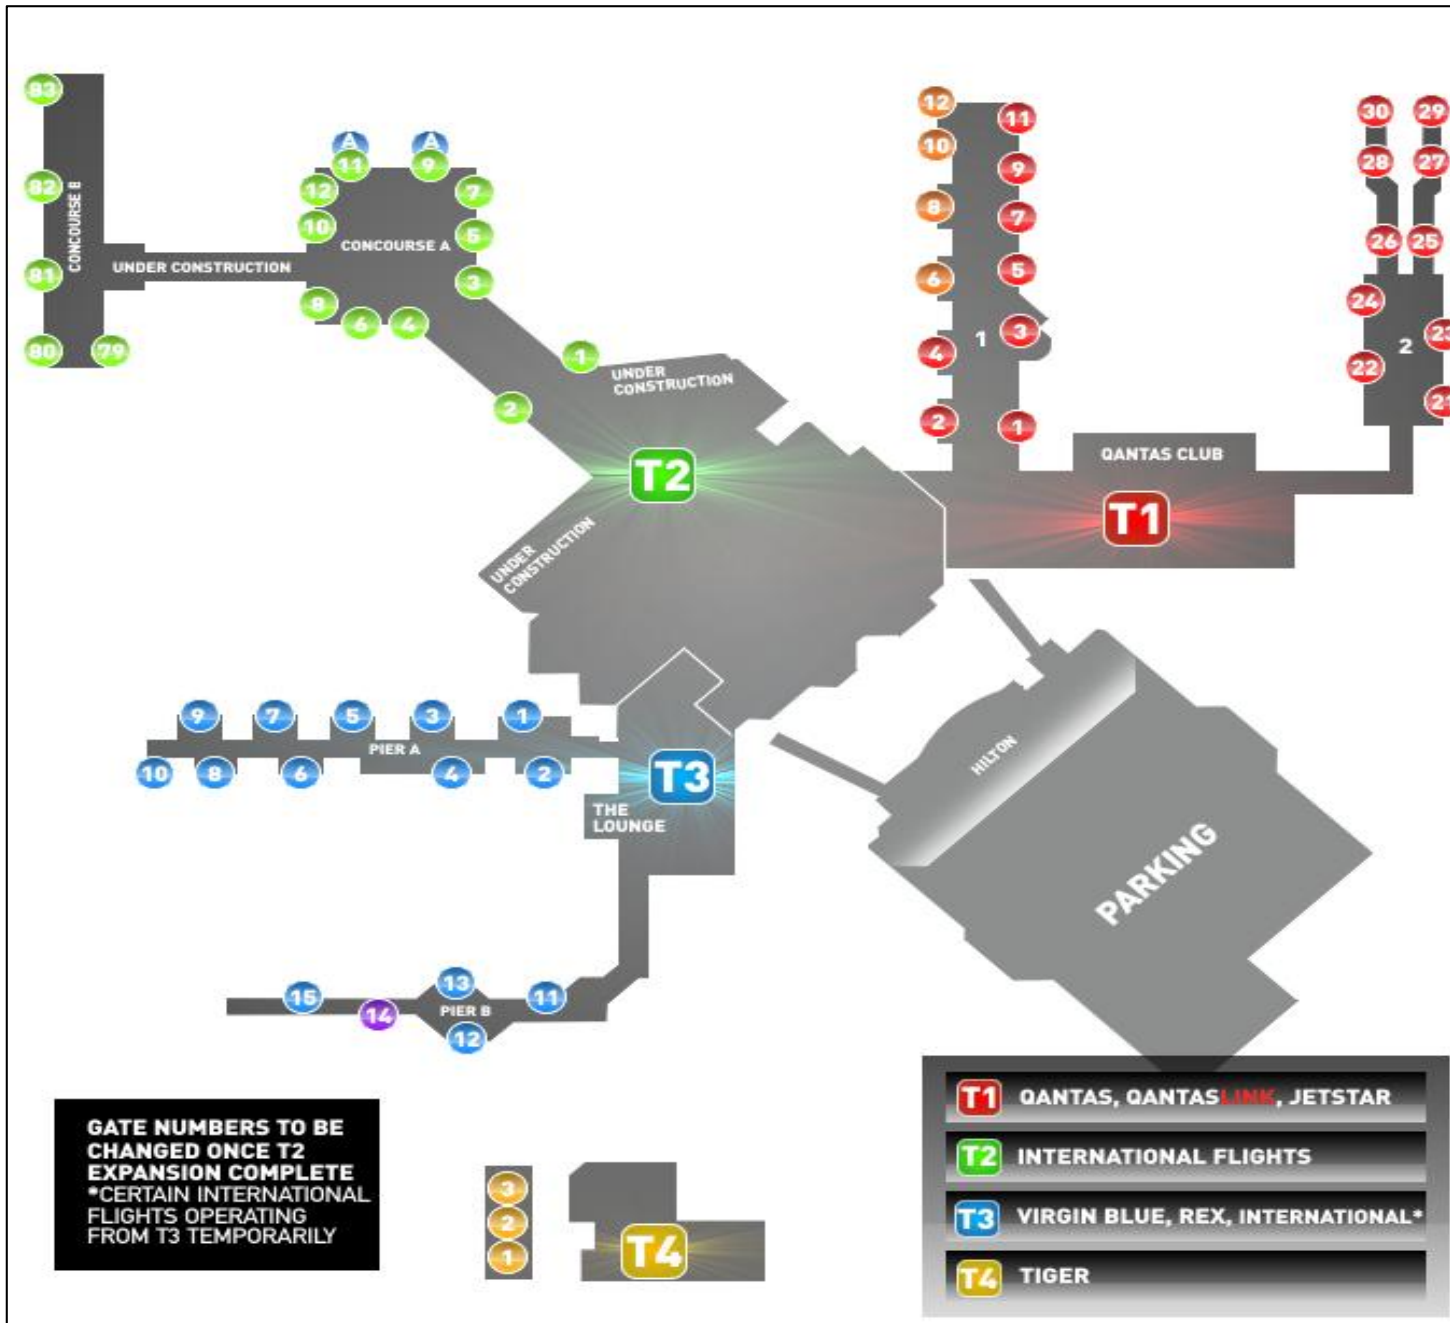 83
82
81
80
79
CONCOURSE B
UNDER CONSTRUCTION
A
A
11
9
12
7
10
5
CONCOURSE A
3
8
6
4
1
2
UNDER
CONSTRUCTION
T2
UNDER
CONSTRUCTION
12
11
10
9
8
7
6
5
4
3
1
2
1
30
29
28
27
26
25
24
23
2
22
21
QANTAS CLUB
T1
9
7
5
3
1
PIER A
10
8
6
4
2
T3
THE
LOUNGE
HILTON
PARKING
15
14
13
PIER B
12
11
GATE NUMBERS TO BE
CHANGED ONCE T2
EXPANSION COMPLETE
*CERTAIN INTERNATIONAL
FLIGHTS OPERATING
FROM T3 TEMPORARILY
3
2
1
T4
T1 QANTAS, QANTASLINK, JETSTAR
T2 INTERNATIONAL FLIGHTS
T3 VIRGIN BLUE, REX, INTERNATIONAL*
T4 TIGER